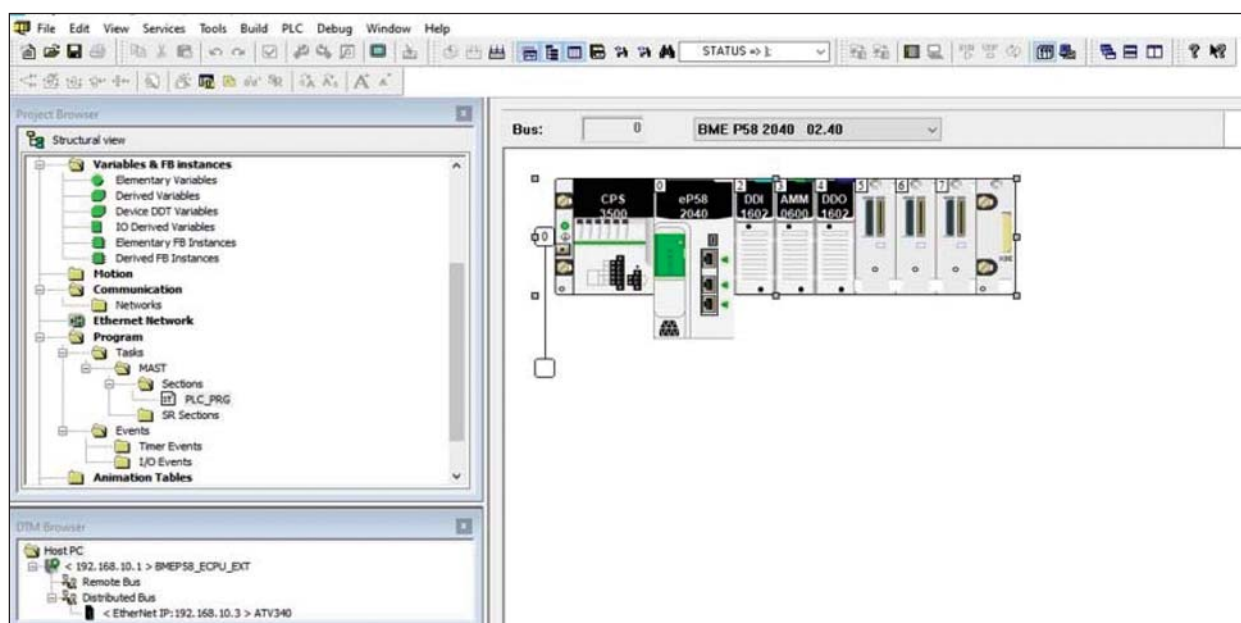 File Edit View Services Tools Build PLC Debug Window Help
STATUS => I:
Project Browser
Structural view
Variables & FB instances
Elementary Variables
Derived Variables
Device DDT Variables
IO Derived Variables
Elementary FB Instances
Derived FB Instances
Motion
Communication
Networks
Ethernet Network
Program
Tasks
MAST
Sections
PLC_PRG
SR Sections
Events
Timer Events
I/O Events
Animation Tables
DTM Browser
Host PC
< 192.168.10.1 > BMEP58_ECPU_EXT
Remote Bus
Distributed Bus
< EtherNet IP:192.168.10.3 > ATV340
Bus: 0 BME P58 2040 02.40
0 2 3 4 5 6 7
CPS eP58 DDI AMM DDO
3500 2040 1602 0600 1602
0